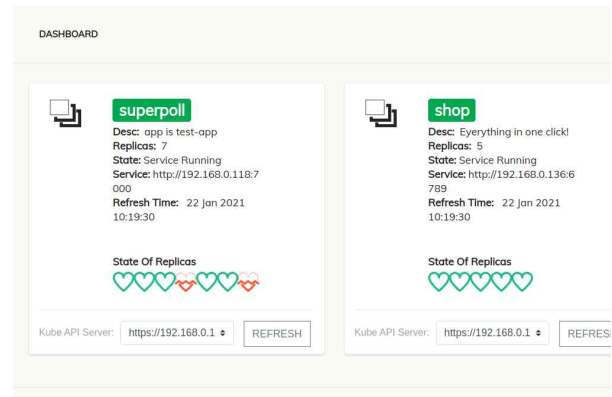 DASHBOARD
superpoll
Desc: app is test-app
Replicas: 7
State: Service Running
Service: http://192.168.0.118:7
000
Refresh Time: 22 Jan 2021
10:19:30
State Of Replicas
Kube API Server: https://192.168.0.1 REFRESH
shop
Desc: Eyerything in one click!
Replicas: 5
State: Service Running
Service: http://192.168.0.136:6
789
Refresh Time: 22 Jan 2021
10:19:30
State Of Replicas
Kube API Server: https://192.168.0.1 REFRES